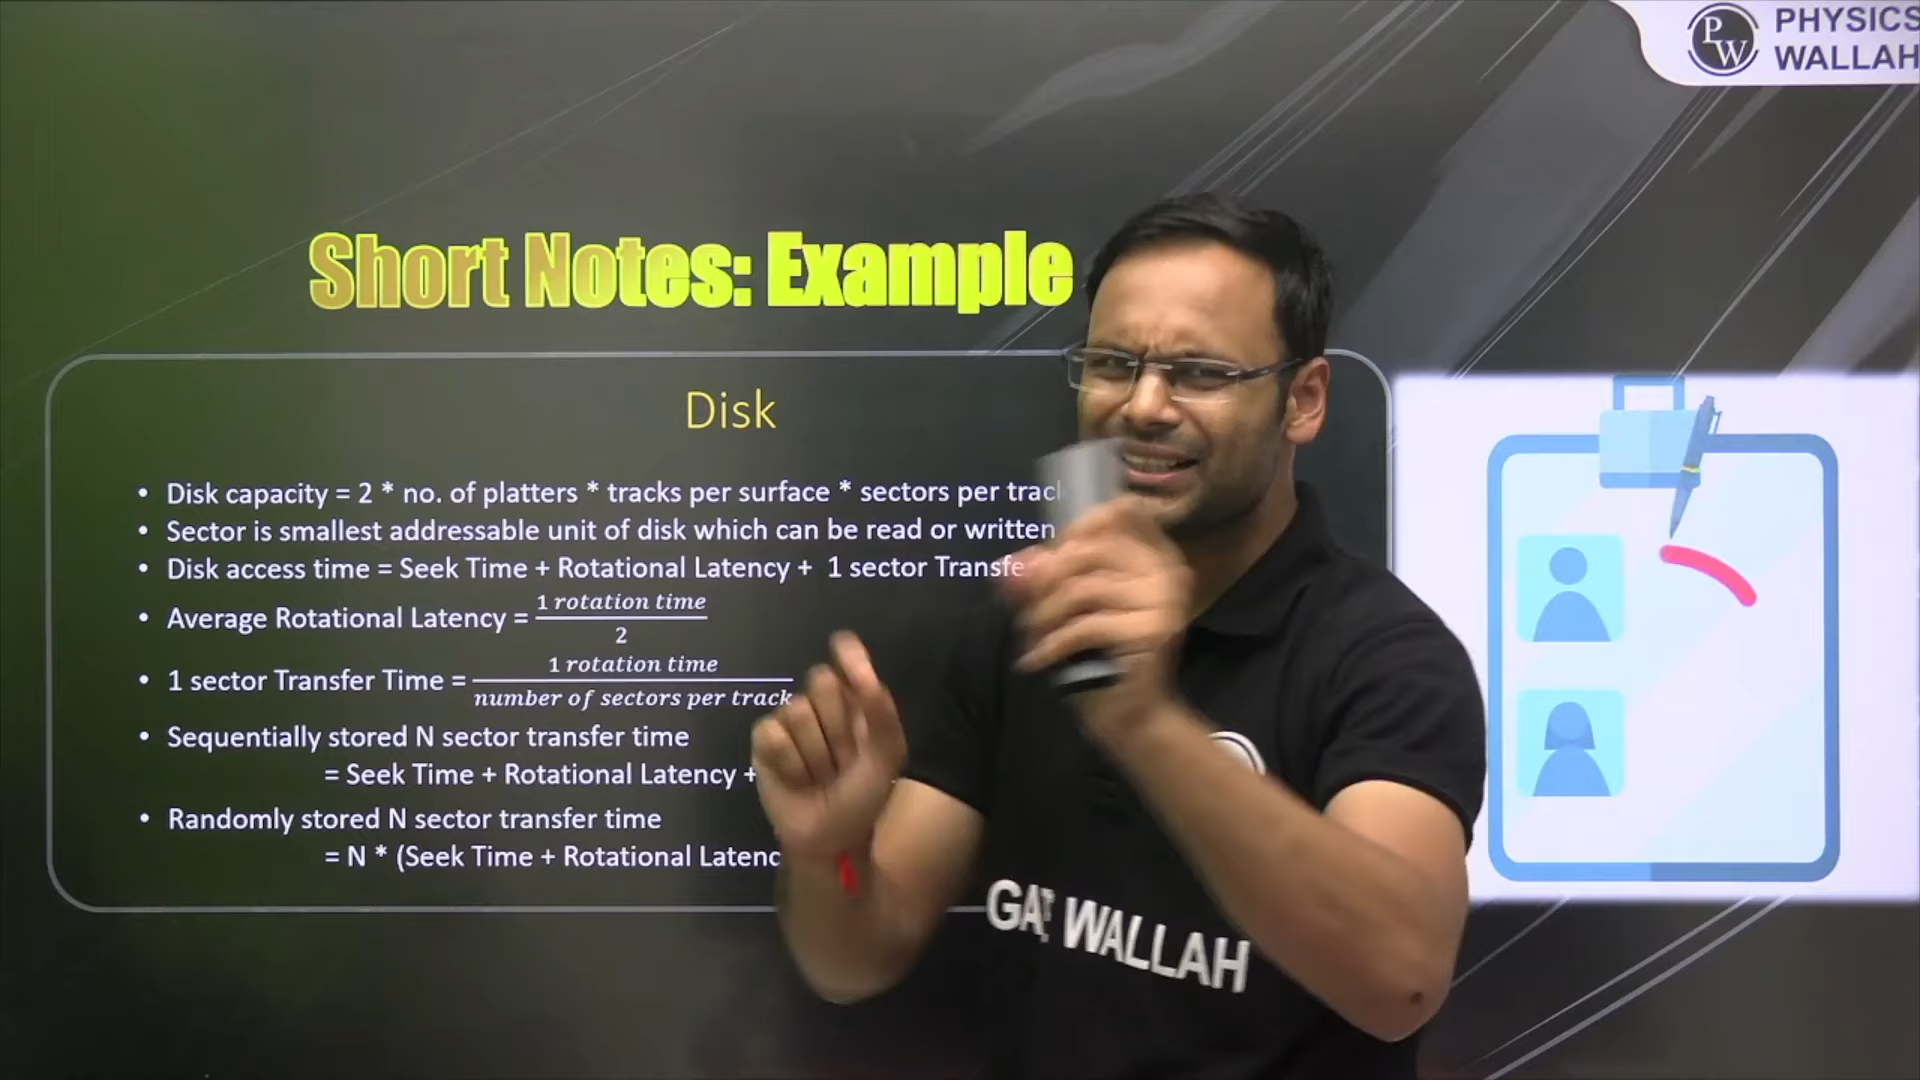 PHYSICS
WALLAH
PW
Short Notes: Example
Disk
• Disk capacity = 2 * no. of platters * tracks per surface * sectors per trac
• Sector is smallest addressable unit of disk which can be read or written
• Disk access time = Seek Time + Rotational Latency + 1 sector Transfe
• Average Rotational Latency = 1 rotation time / 2
• 1 sector Transfer Time = 1 rotation time / number of sectors per track
• Sequentially stored N sector transfer time
= Seek Time + Rotational Latency +
• Randomly stored N sector transfer time
= N * (Seek Time + Rotational Latenc
WALLAH